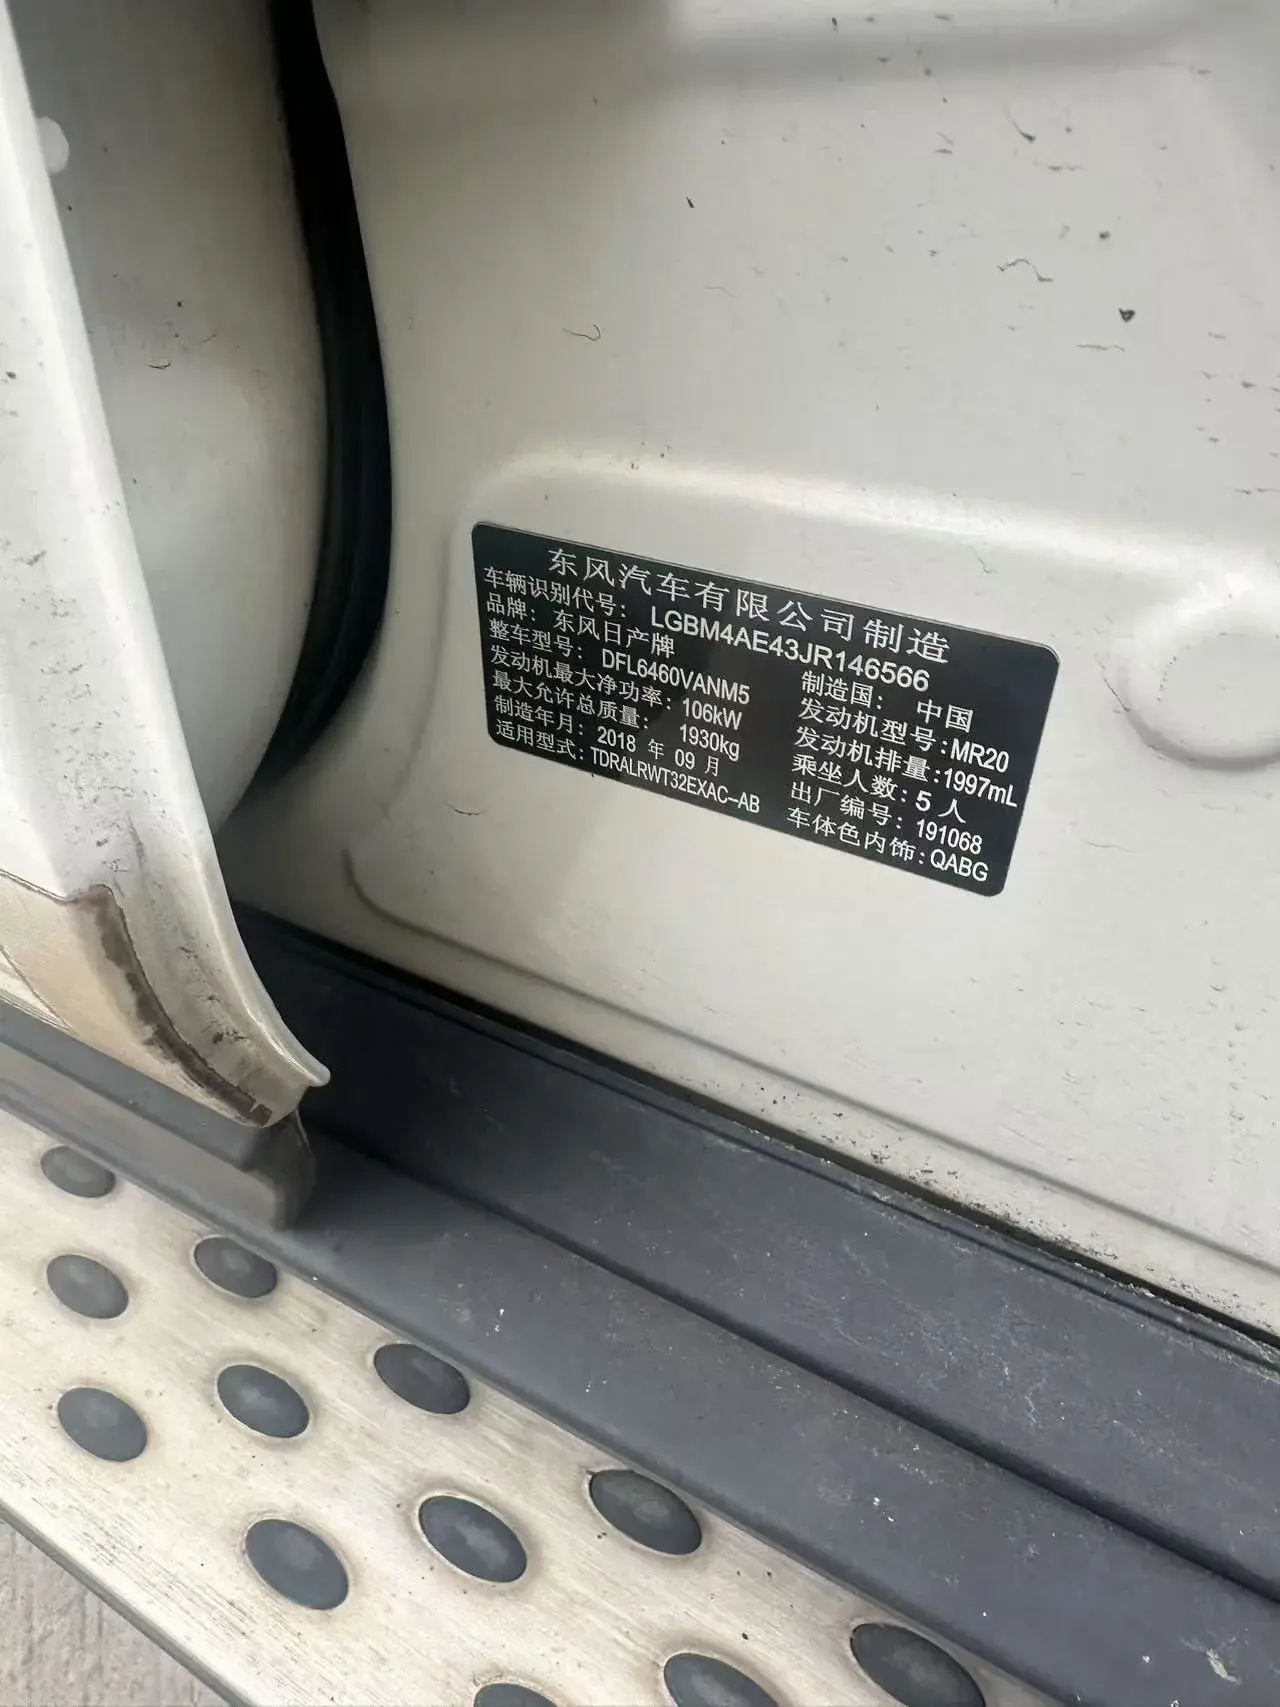 东风汽车有限公司制造
车辆识别代号: LGBM4AE43JR146566
品牌: 东风日产牌 制造国: 中国
整车型号: DFL6460VANM5 发动机型号: MR20
发动机最大净功率: 106kW 发动机排量: 1997mL
最大允许总质量: 1930kg 乘坐人数: 5 人
制造年月: 2018 年 09 月 出厂编号: 191068
适用型式: TDRALRWT32EXAC-AB 车体色内饰: QABG